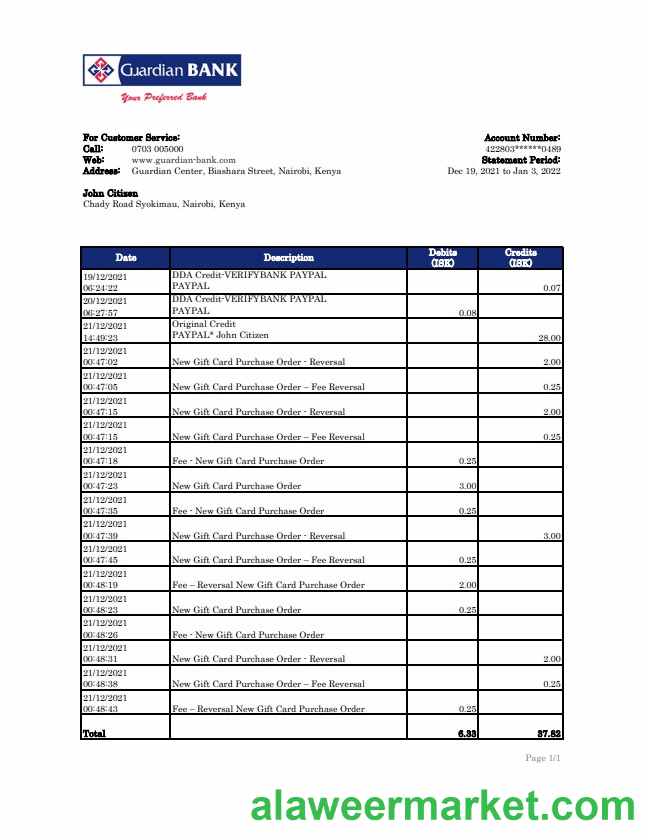 Guardian BANK
Your Preferred Bank
For Customer Service:
Call: 0703 005000
Web: www.guardian-bank.com
Address: Guardian Center, Biashara Street, Nairobi, Kenya
Account Number:
422803******0489
Statement Period:
Dec 19, 2021 to Jan 3, 2022
John Citizen
Chady Road Syokimau, Nairobi, Kenya
Date Description Debits (ISK) Credits (ISK)
19/12/2021 DDA Credit-VERIFYBANK PAYPAL
06:24:22 PAYPAL 0.07
20/12/2021 DDA Credit-VERIFYBANK PAYPAL
06:27:57 PAYPAL 0.08
21/12/2021 Original Credit
14:49:23 PAYPAL* John Citizen 28.00
21/12/2021
00:47:02 New Gift Card Purchase Order - Reversal 2.00
21/12/2021
00:47:05 New Gift Card Purchase Order – Fee Reversal 0.25
21/12/2021
00:47:15 New Gift Card Purchase Order - Reversal 2.00
21/12/2021
00:47:15 New Gift Card Purchase Order – Fee Reversal 0.25
21/12/2021
00:47:18 Fee - New Gift Card Purchase Order 0.25
21/12/2021
00:47:23 New Gift Card Purchase Order 3.00
21/12/2021
00:47:35 Fee - New Gift Card Purchase Order 0.25
21/12/2021
00:47:39 New Gift Card Purchase Order - Reversal 3.00
21/12/2021
00:47:45 New Gift Card Purchase Order – Fee Reversal 0.25
21/12/2021
00:48:19 Fee – Reversal New Gift Card Purchase Order 2.00
21/12/2021
00:48:23 New Gift Card Purchase Order 0.25
21/12/2021
00:48:26 Fee - New Gift Card Purchase Order
21/12/2021
00:48:31 New Gift Card Purchase Order - Reversal 2.00
21/12/2021
00:48:38 New Gift Card Purchase Order – Fee Reversal 0.25
21/12/2021
00:48:43 Fee – Reversal New Gift Card Purchase Order 0.25
Total 6.33 37.82
Page 1/1
alaweermarket.com